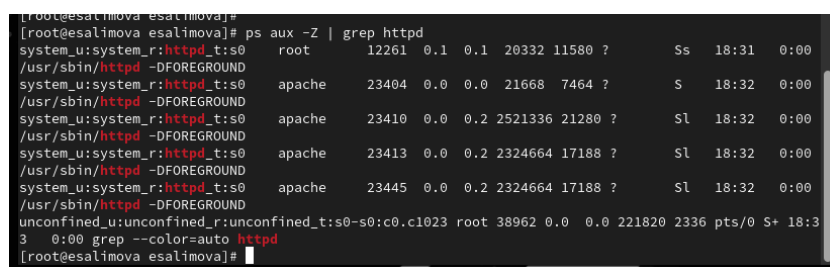 [root@esalimova esalimova]#
[root@esalimova esalimova]# ps aux -Z | grep httpd
system_u:system_r:httpd_t:s0    root       12261  0.1  0.1  20332 11580 ?        Ss   18:31   0:00
/usr/sbin/httpd -DFOREGROUND
system_u:system_r:httpd_t:s0    apache     23404  0.0  0.0  21668  7464 ?        S    18:32   0:00
/usr/sbin/httpd -DFOREGROUND
system_u:system_r:httpd_t:s0    apache     23410  0.0  0.2 2521336 21280 ?       Sl   18:32   0:00
/usr/sbin/httpd -DFOREGROUND
system_u:system_r:httpd_t:s0    apache     23413  0.0  0.2 2324664 17188 ?       Sl   18:32   0:00
/usr/sbin/httpd -DFOREGROUND
system_u:system_r:httpd_t:s0    apache     23445  0.0  0.2 2324664 17188 ?       Sl   18:32   0:00
/usr/sbin/httpd -DFOREGROUND
unconfined_u:unconfined_r:unconfined_t:s0-s0:c0.c1023 root 38962 0.0  0.0 221820 2336 pts/0 S+ 18:3
3   0:00 grep --color=auto httpd
[root@esalimova esalimova]#